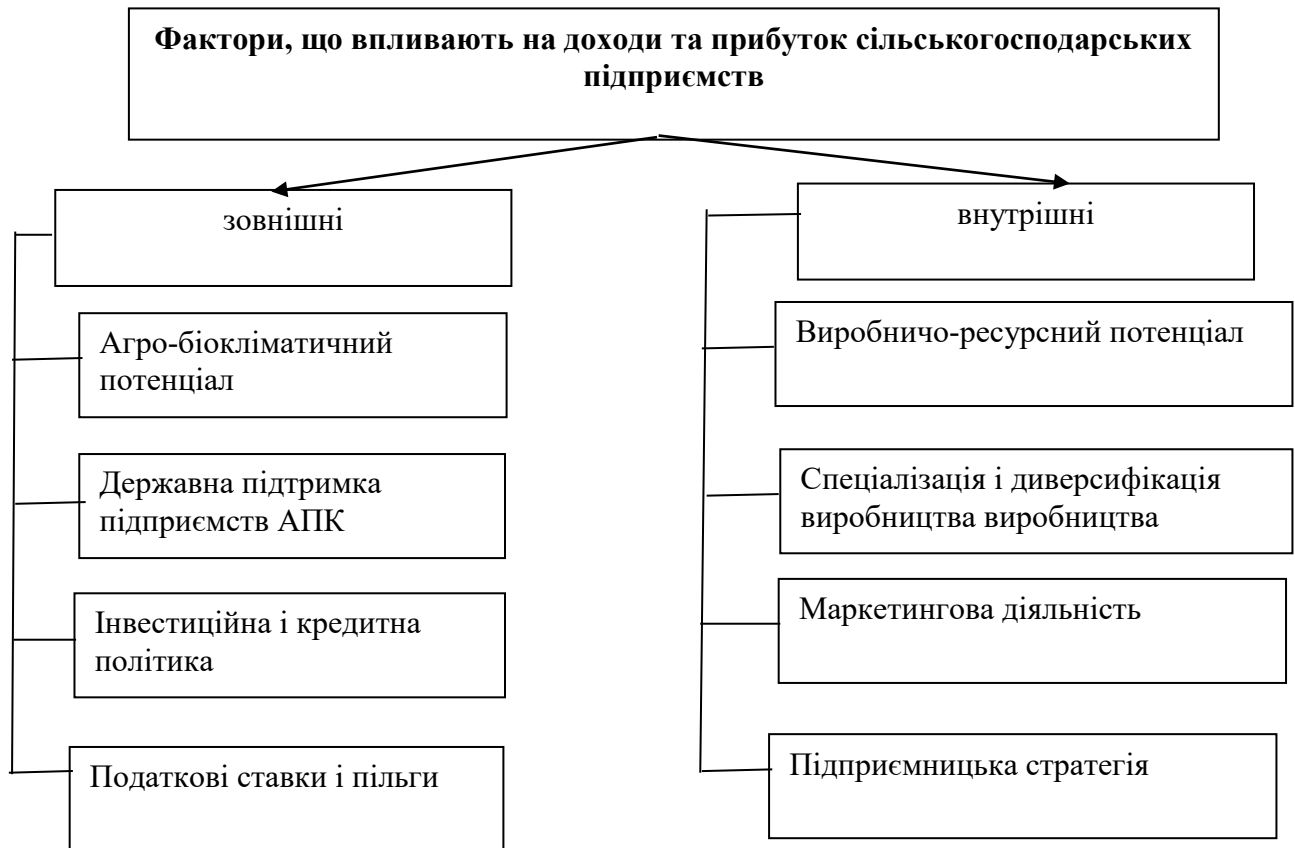 Фактори, що впливають на доходи та прибуток сільськогосподарських
підприємств
зовнішні
Агро-біокліматичний
потенціал
Державна підтримка
підприємств АПК
Інвестиційна і кредитна
політика
Податкові ставки і пільги
внутрішні
Виробничо-ресурсний потенціал
Спеціалізація і диверсифікація
виробництва виробництва
Маркетингова діяльність
Підприємницька стратегія